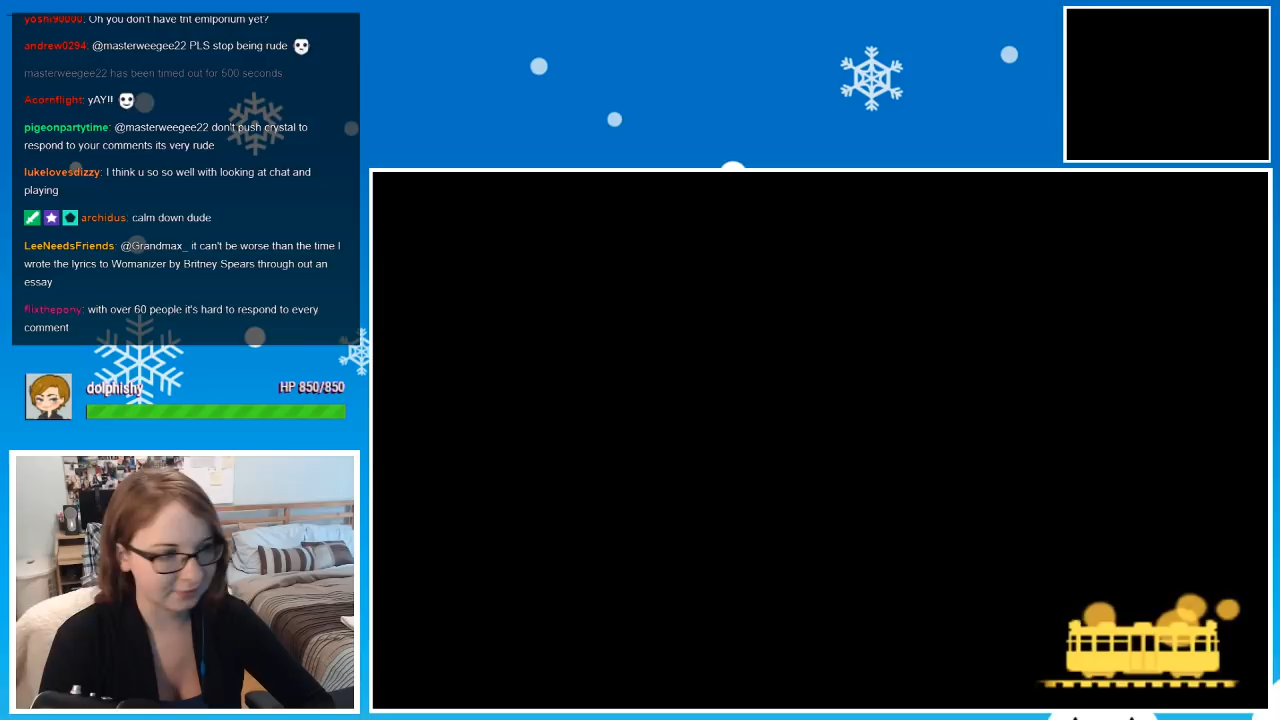 yoshi90000: Oh you don't have tnt emiporium yet?
andrew0294: @masterweegee22 PLS stop being rude
masterweegee22 has been timed out for 500 seconds.
Acornflight: yAY!!
pigeonpartytime: @masterweegee22 don't push crystal to
respond to your comments its very rude
lukelovesdizzy: I think u so so well with looking at chat and
playing
archidus: calm down dude
LeeNeedsFriends: @Grandmax_ it can't be worse than the time I
wrote the lyrics to Womanizer by Britney Spears through out an
essay
flixthepony: with over 60 people it's hard to respond to every
comment
dolphishy HP 850/850